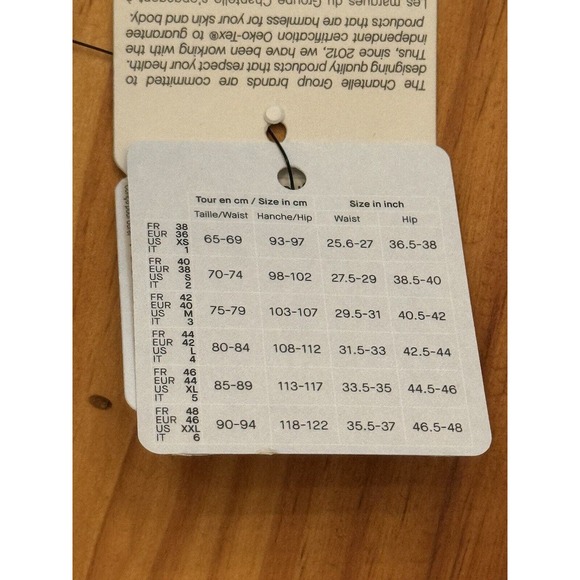 The Chantelle Group brands are committed to
designing quality products that respect your health.
Thus, since 2012, we have been working with the
independent certification Oeko-Tex® to guarantee
products that are harmless for your skin and body.
Les marques du Groupe Chantelle s'engagent à
Tour en cm / Size in cm Size in inch
Taille/Waist Hanche/Hip Waist Hip
FR 38
EUR 36
US XS
IT 1
65-69 93-97 25.6-27 36.5-38
FR 40
EUR 38
US S
IT 2
70-74 98-102 27.5-29 38.5-40
FR 42
EUR 40
US M
IT 3
75-79 103-107 29.5-31 40.5-42
FR 44
EUR 42
US L
IT 4
80-84 108-112 31.5-33 42.5-44
FR 46
EUR 44
US XL
IT 5
85-89 113-117 33.5-35 44.5-46
FR 48
EUR 46
US XXL
IT 6
90-94 118-122 35.5-37 46.5-48